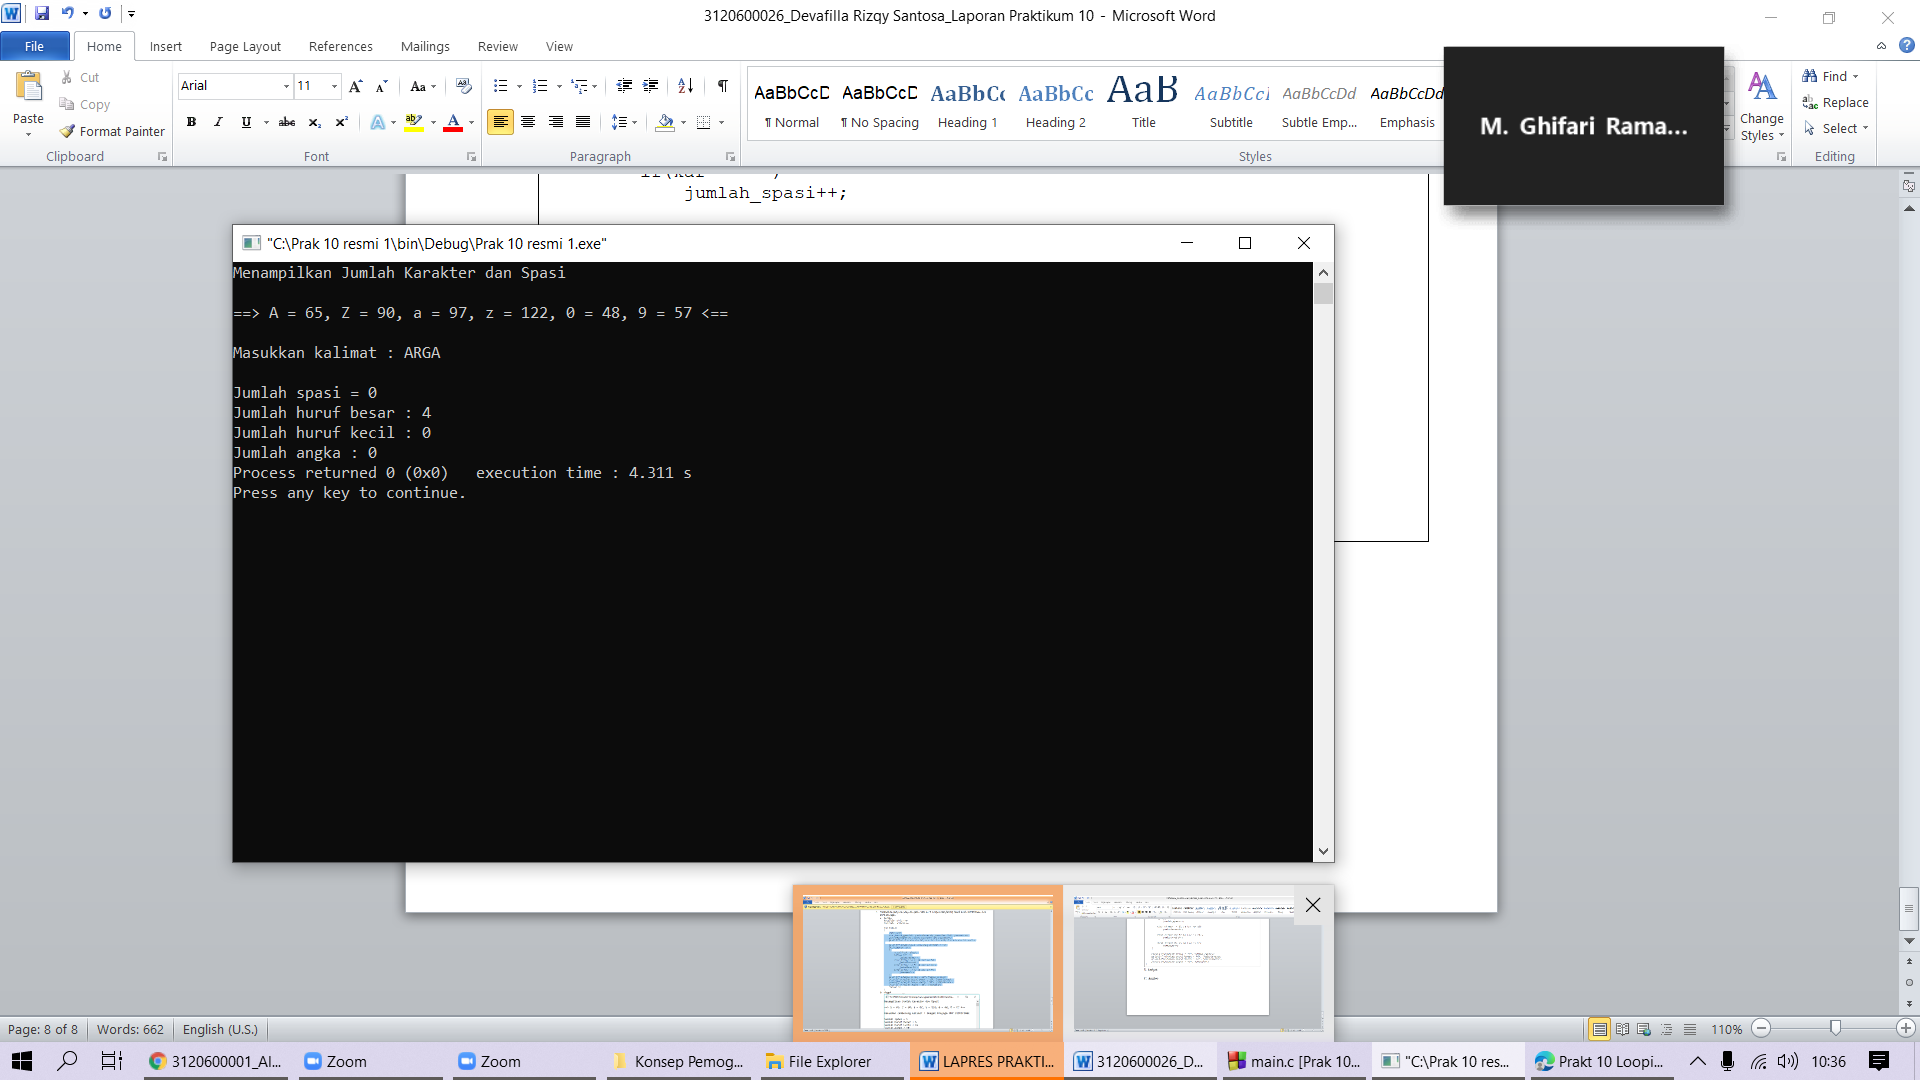 3120600026_Devafilla Rizqy Santosa_Laporan Praktikum 10 - Microsoft Word
File Home Insert Page Layout References Mailings Review View
Paste
Cut
Copy
Format Painter
Clipboard
Arial 11
Font
Paragraph
AaBbCcD AaBbCcD AaBbCc AaBbCc AaB AaBbCcI AaBbCcDd AaBbCcDd
¶ Normal ¶ No Spacing Heading 1 Heading 2 Title Subtitle Subtle Emp... Emphasis
Styles
Change Styles
Find
Replace
Select
Editing
M. Ghifari Rama...
jumlah_spasi++;
"C:\Prak 10 resmi 1\bin\Debug\Prak 10 resmi 1.exe"
Menampilkan Jumlah Karakter dan Spasi
==> A = 65, Z = 90, a = 97, z = 122, 0 = 48, 9 = 57 <==
Masukkan kalimat : ARGA
Jumlah spasi = 0
Jumlah huruf besar : 4
Jumlah huruf kecil : 0
Jumlah angka : 0
Process returned 0 (0x0)   execution time : 4.311 s
Press any key to continue.
Page: 8 of 8 Words: 662 English (U.S.) 110%
3120600001_Al... Zoom Zoom Konsep Pemog... File Explorer LAPRES PRAKTI... 3120600026_D... main.c [Prak 10... "C:\Prak 10 res... Prakt 10 Loopi... 10:36